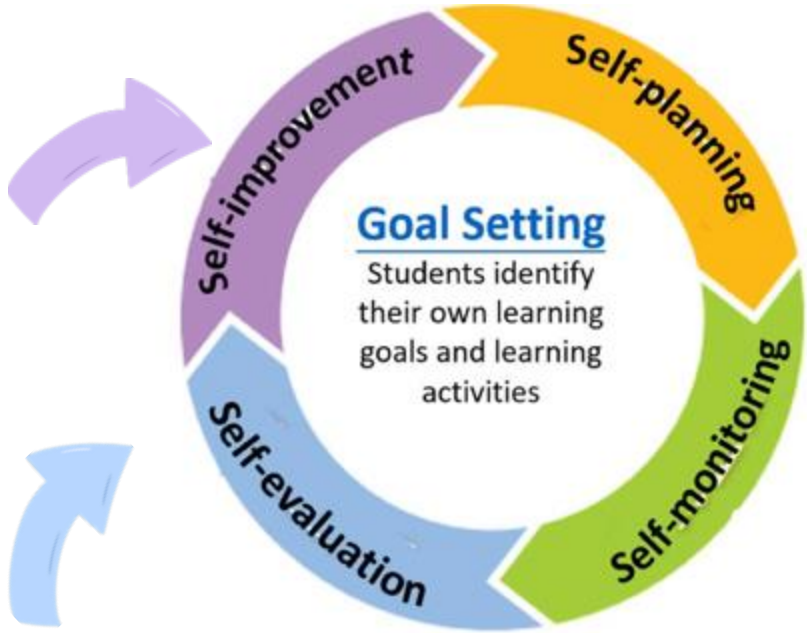 Self-improvement
Self-planning
Goal Setting
Students identify
their own learning
goals and learning
activities
Self-monitoring
Self-evaluation